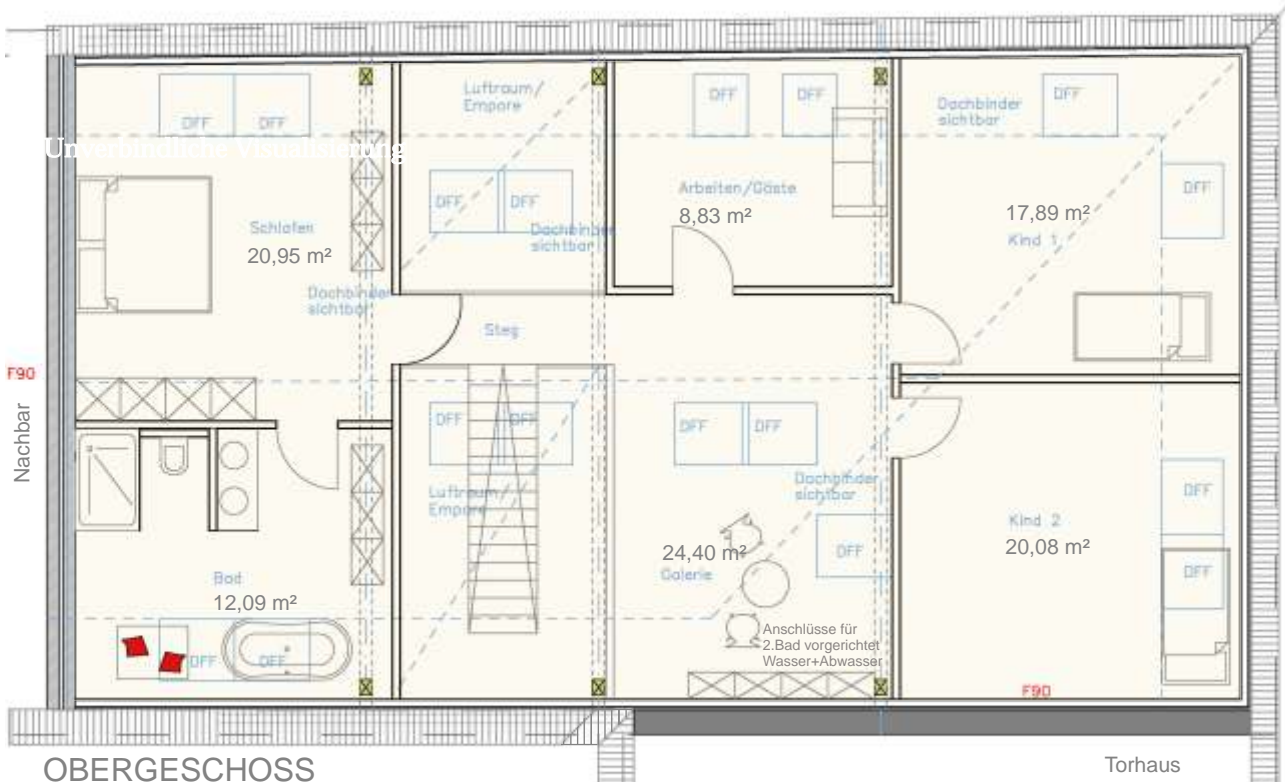 Luftraum/
Empore
DFF
DFF
DFF
DFF
DFF
Dachbinder
sichtbar
Unverbindliche Visualisierung
DFF
DFF
DFF
Arbeiten/Gäste
8,83 m²
17,89 m²
Kind 1
Schlafen
20,95 m²
Dachbinder
sichtbar
Dachbinder
sichtbar
Steg
F90
Nachbar
DFF
DFF
DFF
DFF
Luftraum/
Empore
Dachbinder
sichtbar
DFF
Kind 2
20,08 m²
24,40 m²
Galerie
DFF
DFF
Bad
12,09 m²
DFF
DFF
Anschlüsse für
2.Bad vorgerichtet
Wasser+Abwasser
F90
OBERGESCHOSS
Torhaus